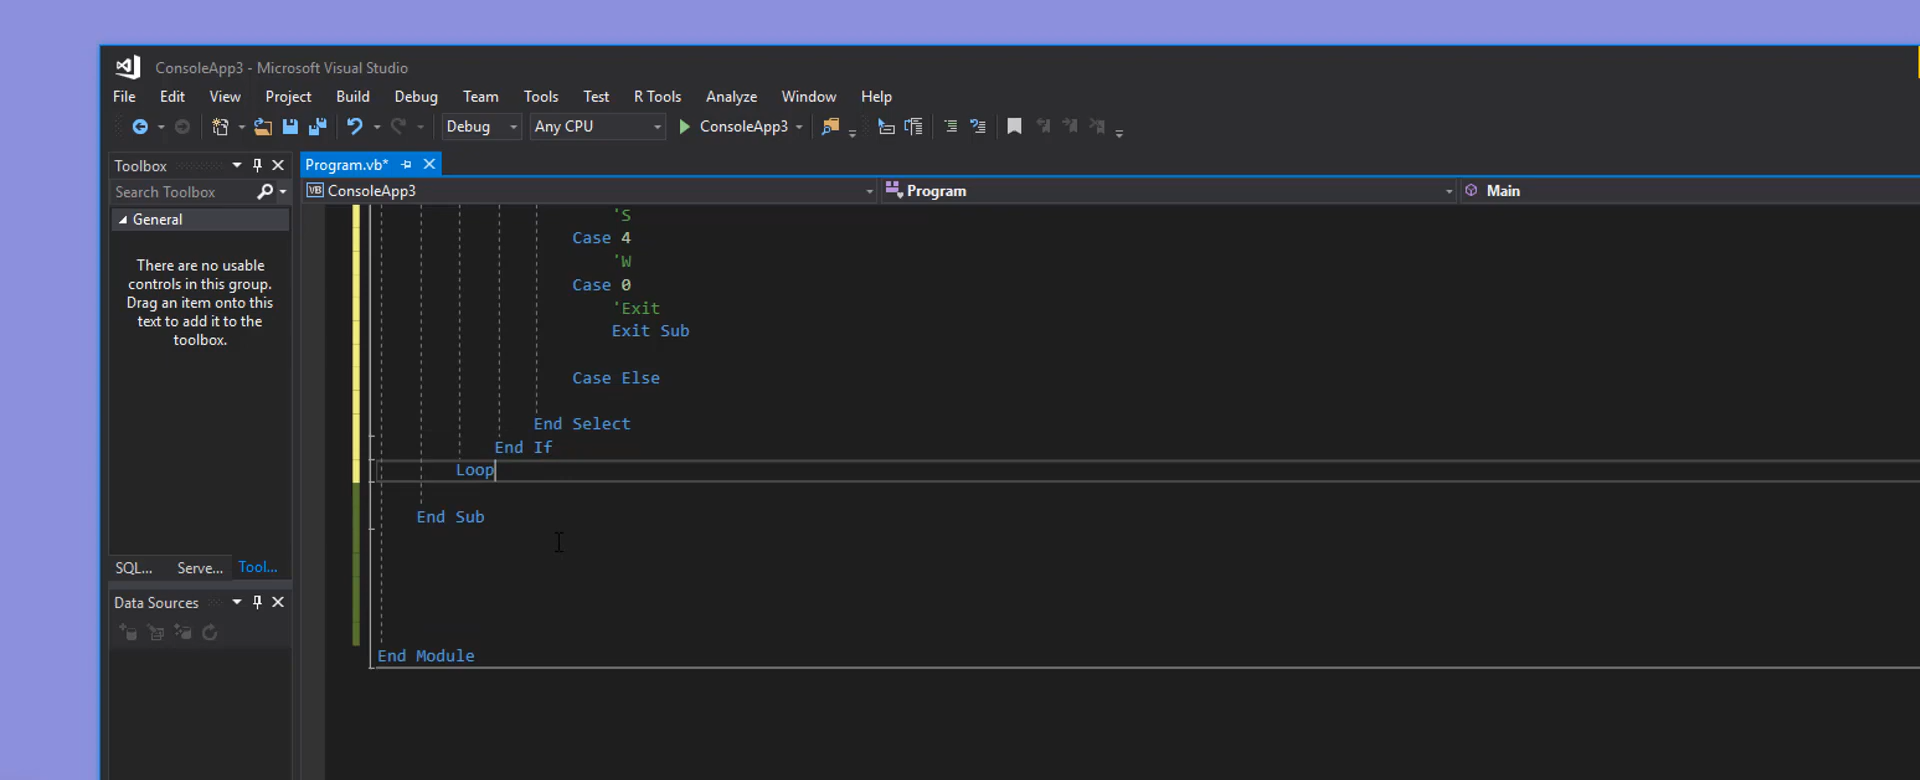 ConsoleApp3 - Microsoft Visual Studio
File Edit View Project Build Debug Team Tools Test R Tools Analyze Window Help
Debug Any CPU ConsoleApp3
Toolbox
Search Toolbox
General
There are no usable
controls in this group.
Drag an item onto this
text to add it to the
toolbox.
SQL... Serve... Tool...
Data Sources
Program.vb*
VB ConsoleApp3 Program Main
'S
Case 4
'W
Case 0
'Exit
Exit Sub
Case Else
End Select
End If
Loop
End Sub
End Module